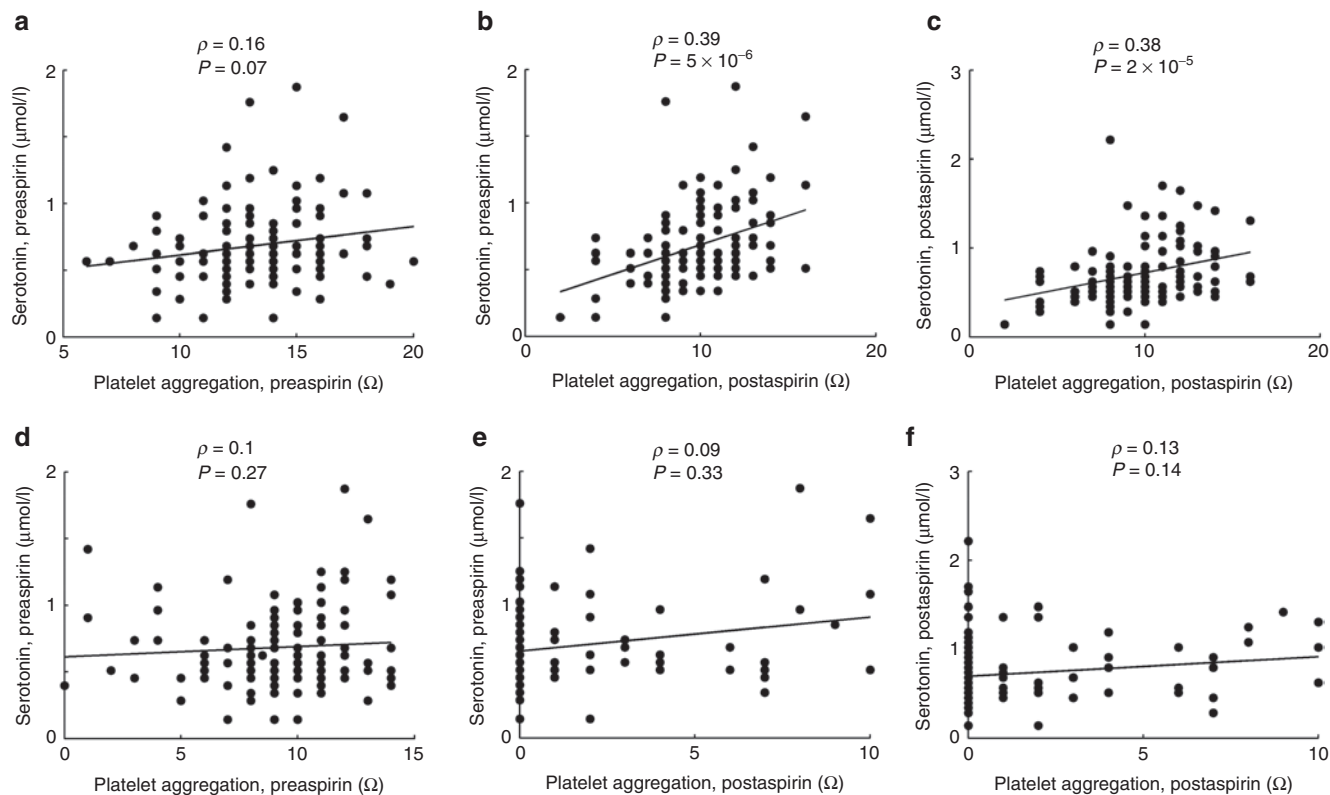 a
ρ = 0.16
P = 0.07
Serotonin, preaspirin (μmol/l)
2
1
0
5
10
15
20
Platelet aggregation, preaspirin (Ω)
b
ρ = 0.39
P = 5 × 10⁻⁶
Serotonin, preaspirin (μmol/l)
2
1
0
0
10
20
Platelet aggregation, postaspirin (Ω)
c
ρ = 0.38
P = 2 × 10⁻⁵
Serotonin, postaspirin (μmol/l)
3
2
1
0
0
10
20
Platelet aggregation, postaspirin (Ω)
d
ρ = 0.1
P = 0.27
Serotonin, preaspirin (μmol/l)
2
1
0
0
5
10
15
Platelet aggregation, preaspirin (Ω)
e
ρ = 0.09
P = 0.33
Serotonin, preaspirin (μmol/l)
2
1
0
0
5
10
Platelet aggregation, postaspirin (Ω)
f
ρ = 0.13
P = 0.14
Serotonin, postaspirin (μmol/l)
3
2
1
0
0
5
10
Platelet aggregation, postaspirin (Ω)